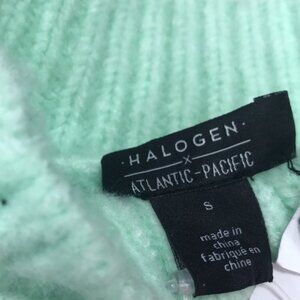 · HALOGEN ·
x
ATLANTIC-PACIFIC
S
made in
china
fabriqué en
chine